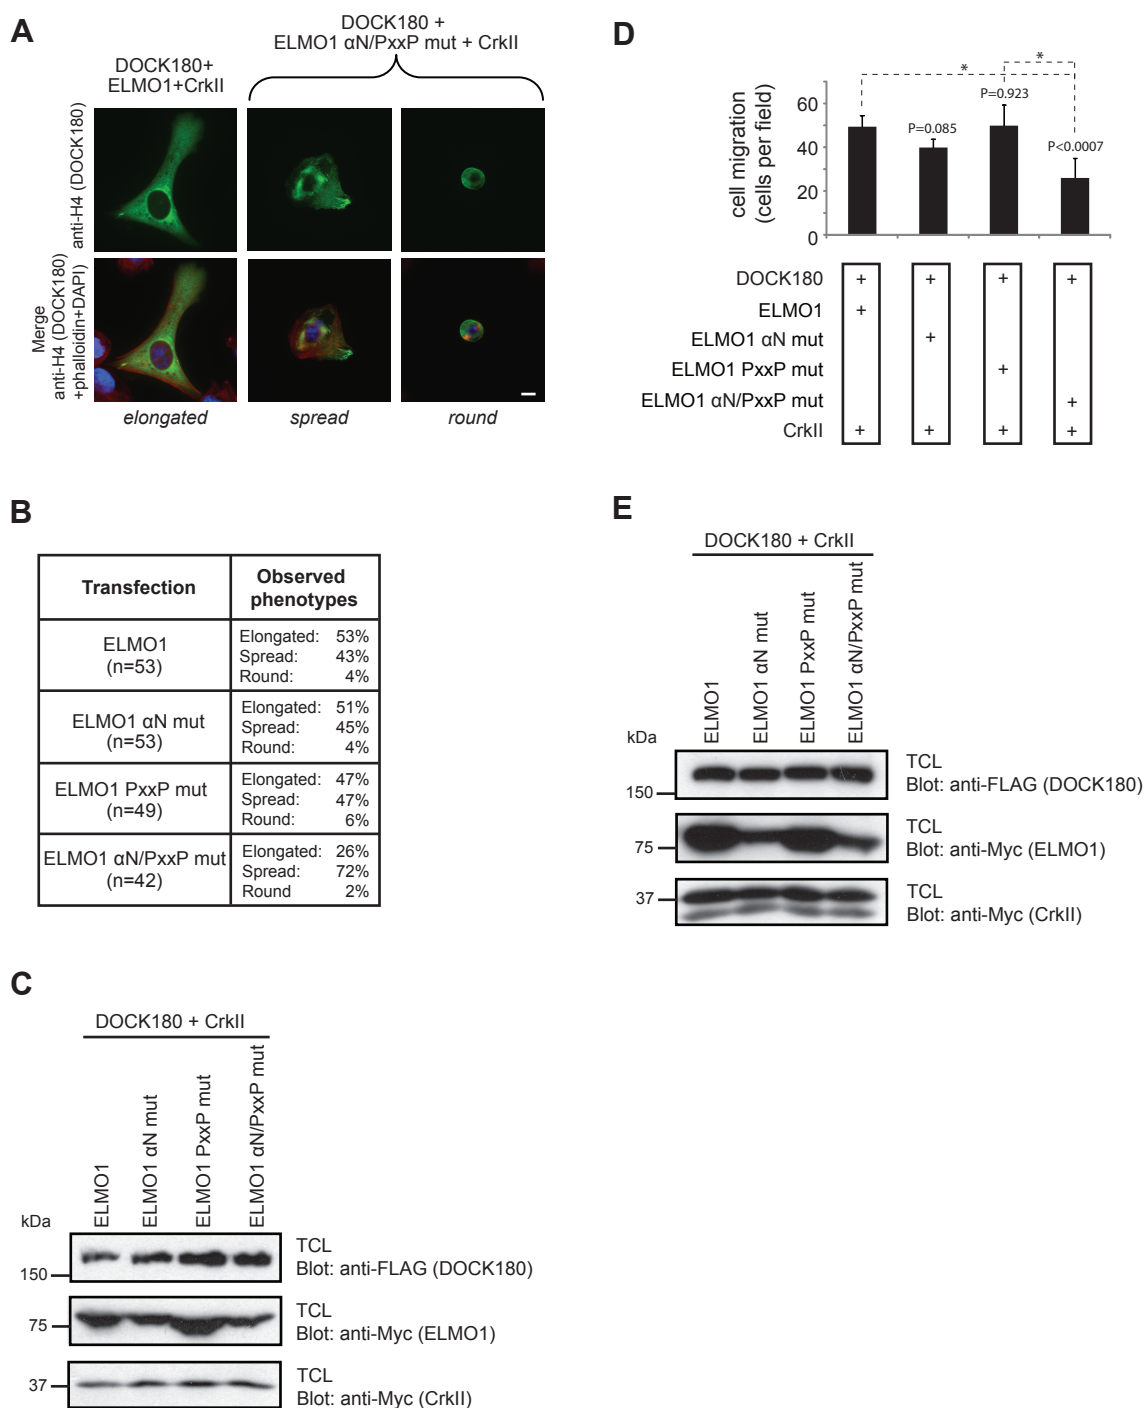 A
DOCK180+
ELMO1+CrkII
DOCK180 +
ELMO1 αN/PxxP mut + CrkII
anti-H4 (DOCK180)
Merge
anti-H4 (DOCK180)
+phalloidin+DAPI)
elongated
spread
round
B
Transfection
Observed
phenotypes
ELMO1
(n=53)
Elongated: 53%
Spread: 43%
Round: 4%
ELMO1 αN mut
(n=53)
Elongated: 51%
Spread: 45%
Round: 4%
ELMO1 PxxP mut
(n=49)
Elongated: 47%
Spread: 47%
Round: 6%
ELMO1 αN/PxxP mut
(n=42)
Elongated: 26%
Spread: 72%
Round 2%
C
DOCK180 + CrkII
ELMO1
ELMO1 αN mut
ELMO1 PxxP mut
ELMO1 αN/PxxP mut
kDa
150
TCL
Blot: anti-FLAG (DOCK180)
75
TCL
Blot: anti-Myc (ELMO1)
37
TCL
Blot: anti-Myc (CrkII)
D
cell migration
(cells per field)
60
40
20
0
*
*
P=0.085
P=0.923
P<0.0007
DOCK180 + + + +
ELMO1 +
ELMO1 αN mut +
ELMO1 PxxP mut +
ELMO1 αN/PxxP mut +
CrkII + + + +
E
DOCK180 + CrkII
ELMO1
ELMO1 αN mut
ELMO1 PxxP mut
ELMO1 αN/PxxP mut
kDa
150
TCL
Blot: anti-FLAG (DOCK180)
75
TCL
Blot: anti-Myc (ELMO1)
37
TCL
Blot: anti-Myc (CrkII)